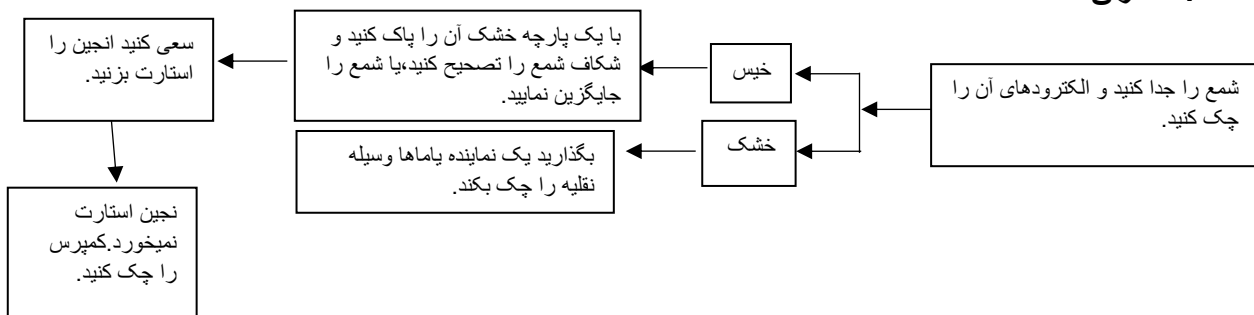 شمع را جدا کنید و الکترودهای آن را
چک کنید.
خیس
با یک پارچه خشک آن را پاک کنید و
شکاف شمع را تصحیح کنید،یا شمع را
جایگزین نمایید.
سعی کنید انجین را
استارت بزنید.
نجین استارت
نمیخورد.کمپرس
را چک کنید.
خشک
بگذارید یک نماینده یاماها وسیله
نقلیه را چک بکند.